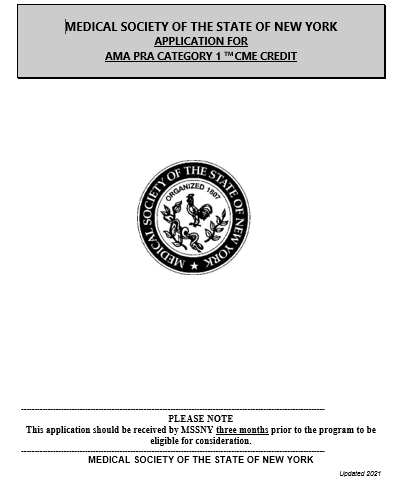 MEDICAL SOCIETY OF THE STATE OF NEW YORK
APPLICATION FOR
AMA PRA CATEGORY 1 ™CME CREDIT
MEDICAL SOCIETY OF THE STATE OF NEW YORK
ORGANIZED 1807
PLEASE NOTE
This application should be received by MSSNY three months prior to the program to be
eligible for consideration.
MEDICAL SOCIETY OF THE STATE OF NEW YORK
Updated 2021